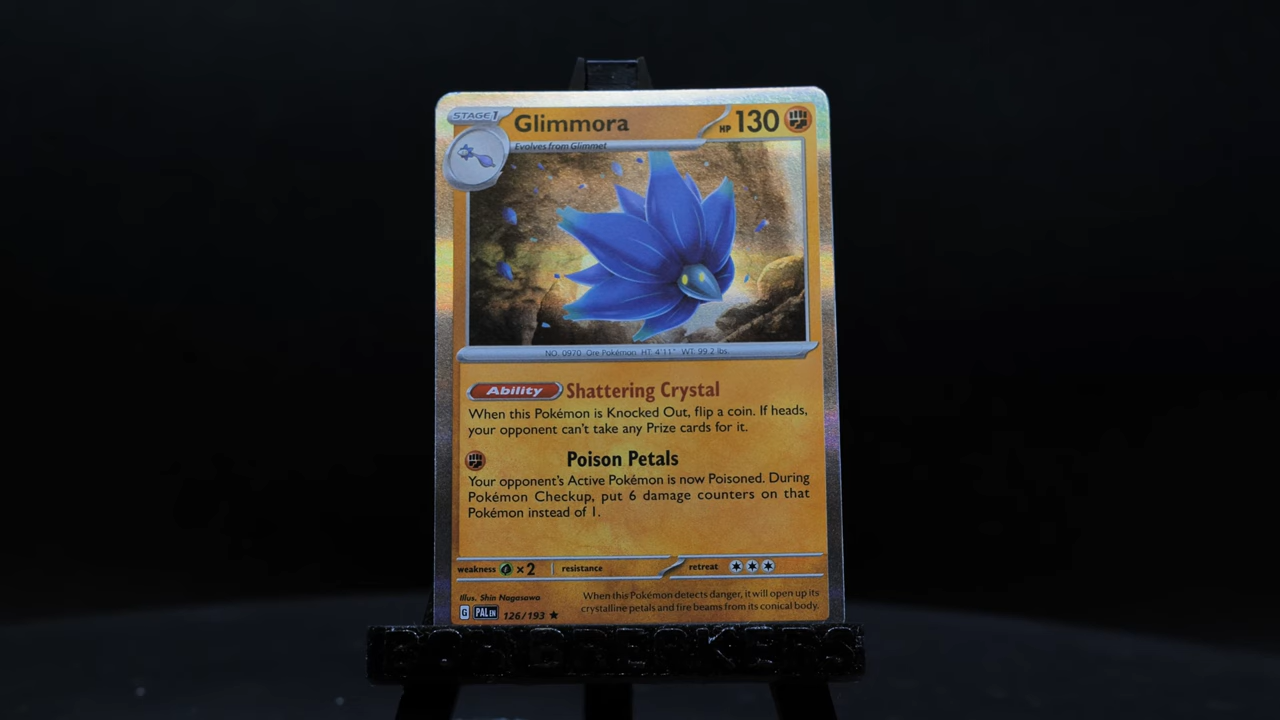 STAGE1
Glimmora
HP 130
Evolves from Glimmet
NO. 0970 Ore Pokémon HT: 4'11" WT: 99.2 lbs.
Ability Shattering Crystal
When this Pokémon is Knocked Out, flip a coin. If heads,
your opponent can't take any Prize cards for it.
Poison Petals
Your opponent's Active Pokémon is now Poisoned. During
Pokémon Checkup, put 6 damage counters on that
Pokémon instead of 1.
weakness ×2 resistance retreat
Illus. Shin Nagasawa
When this Pokémon detects danger, it will open up its
crystalline petals and fire beams from its conical body.
G PAL EN 126/193